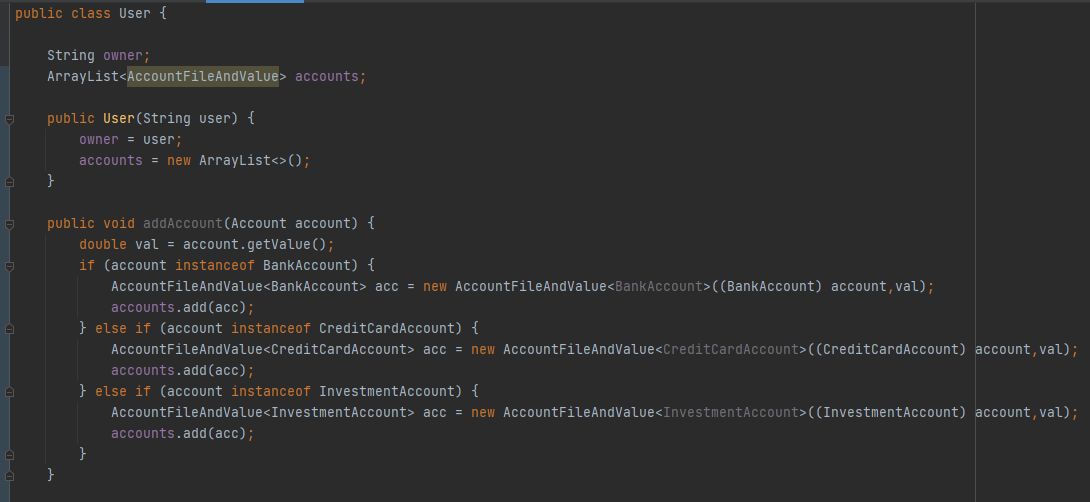 public class User {
String owner;
ArrayList<AccountFileAndValue> accounts;
public User(String user) {
owner = user;
accounts = new ArrayList<>();
}
public void addAccount(Account account) {
double val = account.getValue();
if (account instanceof BankAccount) {
AccountFileAndValue<BankAccount> acc = new AccountFileAndValue<BankAccount>((BankAccount) account,val);
accounts.add(acc);
} else if (account instanceof CreditCardAccount) {
AccountFileAndValue<CreditCardAccount> acc = new AccountFileAndValue<CreditCardAccount>((CreditCardAccount) account,val);
accounts.add(acc);
} else if (account instanceof InvestmentAccount) {
AccountFileAndValue<InvestmentAccount> acc = new AccountFileAndValue<InvestmentAccount>((InvestmentAccount) account,val);
accounts.add(acc);
}
}